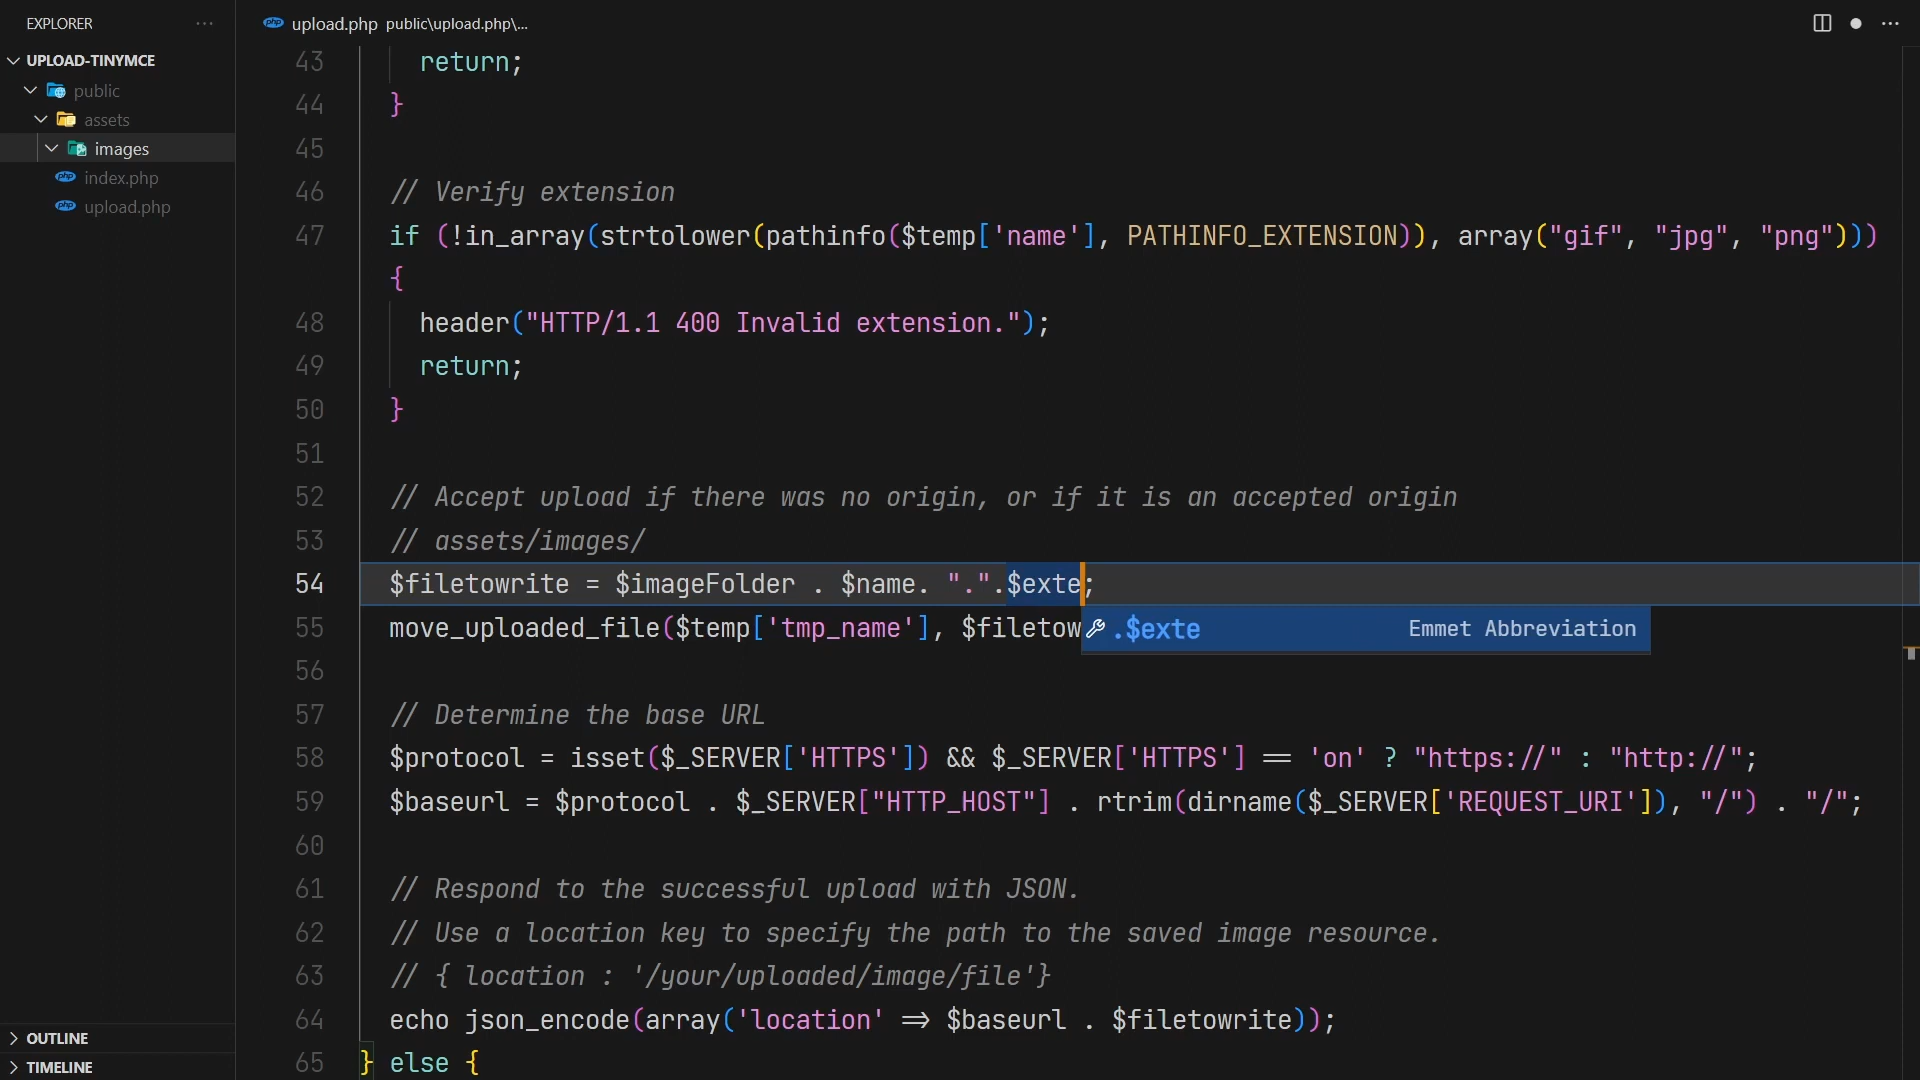 EXPLORER ...
UPLOAD-TINYMCE
public
assets
images
index.php
upload.php
OUTLINE
TIMELINE
php upload.php public\upload.php\...
43 return;
44 }
45
46 // Verify extension
47 if (!in_array(strtolower(pathinfo($temp['name'], PATHINFO_EXTENSION)), array("gif", "jpg", "png")))
{
48 header("HTTP/1.1 400 Invalid extension.");
49 return;
50 }
51
52 // Accept upload if there was no origin, or if it is an accepted origin
53 // assets/images/
54 $filetowrite = $imageFolder . $name. ".".$exte;
55 move_uploaded_file($temp['tmp_name'], $filetow
.$exte Emmet Abbreviation
56
57 // Determine the base URL
58 $protocol = isset($_SERVER['HTTPS']) && $_SERVER['HTTPS'] == 'on' ? "https://" : "http://";
59 $baseurl = $protocol . $_SERVER["HTTP_HOST"] . rtrim(dirname($_SERVER['REQUEST_URI']), "/") . "/";
60
61 // Respond to the successful upload with JSON.
62 // Use a location key to specify the path to the saved image resource.
63 // { location : '/your/uploaded/image/file'}
64 echo json_encode(array('location' => $baseurl . $filetowrite));
65 } else {